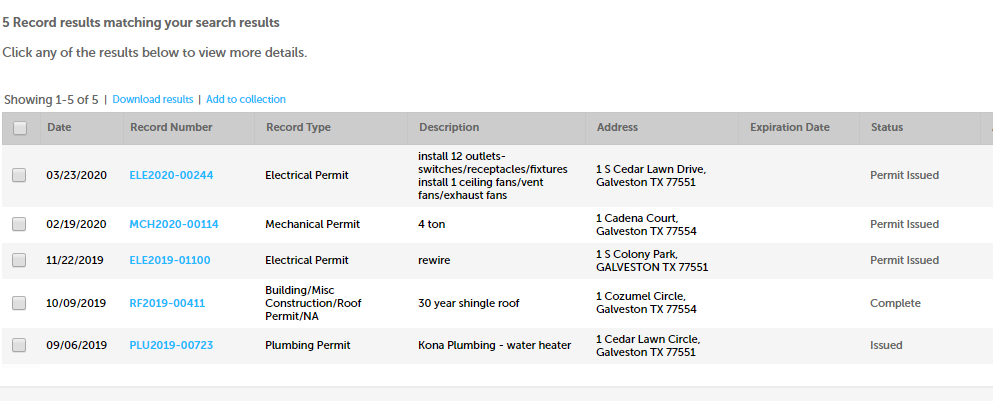 5 Record results matching your search results
Click any of the results below to view more details.
Showing 1-5 of 5 | Download results | Add to collection
Date Record Number Record Type Description Address Expiration Date Status
03/23/2020 ELE2020-00244 Electrical Permit install 12 outlets-
switches/receptacles/fixtures
install 1 ceiling fans/vent
fans/exhaust fans 1 S Cedar Lawn Drive,
Galveston TX 77551 Permit Issued
02/19/2020 MCH2020-00114 Mechanical Permit 4 ton 1 Cadena Court,
Galveston TX 77554 Permit Issued
11/22/2019 ELE2019-01100 Electrical Permit rewire 1 S Colony Park,
GALVESTON TX 77551 Permit Issued
10/09/2019 RF2019-00411 Building/Misc
Construction/Roof
Permit/NA 30 year shingle roof 1 Cozumel Circle,
Galveston TX 77554 Complete
09/06/2019 PLU2019-00723 Plumbing Permit Kona Plumbing - water heater 1 Cedar Lawn Circle,
Galveston TX 77551 Issued